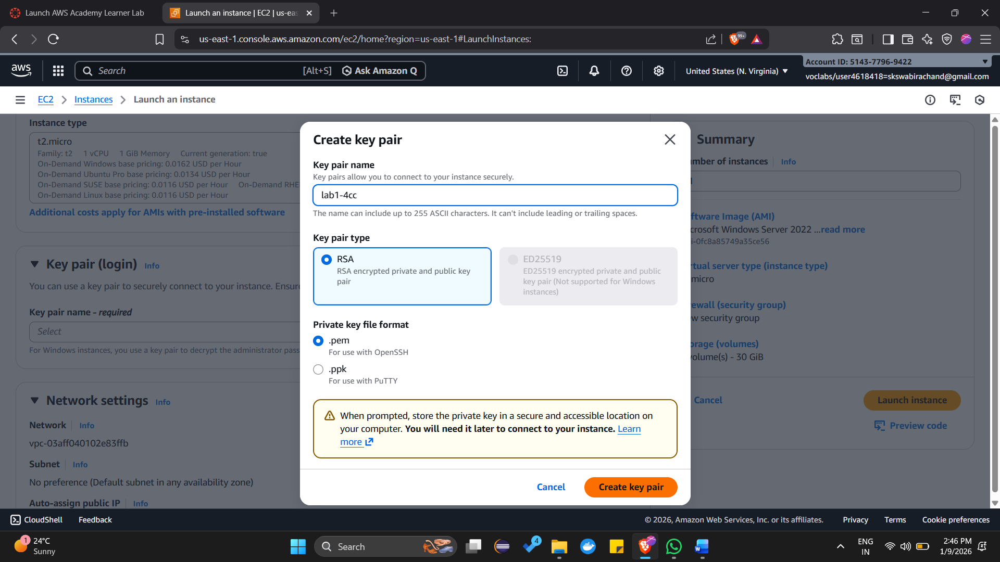 Launch AWS Academy Learner Lab
Launch an instance | EC2 | us-eas
us-east-1.console.aws.amazon.com/ec2/home?region=us-east-1#LaunchInstances:
99+
aws
Search
[Alt+S]
Ask Amazon Q
United States (N. Virginia)
Account ID: 5143-7796-9422
voclabs/user4618418=skswabirachand@gmail.com
EC2
Instances
Launch an instance
Instance type
t2.micro
Family: t2 1 vCPU 1 GiB Memory Current generation: true
On-Demand Windows base pricing: 0.0162 USD per Hour
On-Demand Ubuntu Pro base pricing: 0.0134 USD per Hour
On-Demand SUSE base pricing: 0.0116 USD per Hour On-Demand RHE
On-Demand Linux base pricing: 0.0116 USD per Hour
Additional costs apply for AMIs with pre-installed software
Key pair (login) Info
You can use a key pair to securely connect to your instance. Ensure
Key pair name - required
Select
For Windows instances, you use a key pair to decrypt the administrator pass
Network settings Info
Network Info
vpc-03aff040102e83ffb
Subnet Info
No preference (Default subnet in any availability zone)
Auto-assign public IP Info
Create key pair
Key pair name
Key pairs allow you to connect to your instance securely.
lab1-4cc
The name can include up to 255 ASCII characters. It can't include leading or trailing spaces.
Key pair type
RSA
RSA encrypted private and public key
pair
ED25519
ED25519 encrypted private and public
key pair (Not supported for Windows
instances)
Private key file format
.pem
For use with OpenSSH
.ppk
For use with PuTTY
When prompted, store the private key in a secure and accessible location on
your computer. You will need it later to connect to your instance. Learn
more
Cancel
Create key pair
Summary
mber of instances Info
ftware Image (AMI)
crosoft Windows Server 2022 ...read more
i-0fc8a85749a35ce56
rtual server type (instance type)
micro
ewall (security group)
w security group
orage (volumes)
volume(s) - 30 GiB
Cancel
Launch instance
Preview code
CloudShell
Feedback
© 2026, Amazon Web Services, Inc. or its affiliates.
Privacy
Terms
Cookie preferences
1
24°C
Sunny
Search
4
W
ENG
IN
2:46 PM
1/9/2026